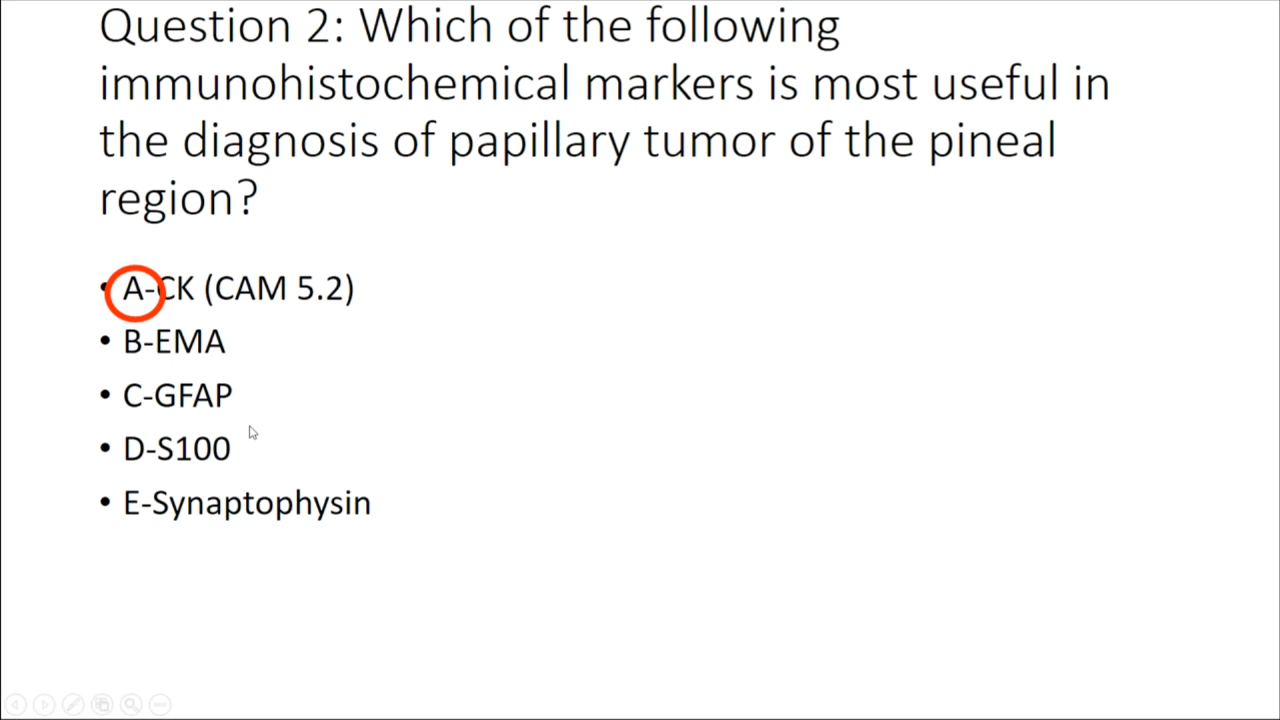 Question 2: Which of the following
immunohistochemical markers is most useful in
the diagnosis of papillary tumor of the pineal
region?
• A-CK (CAM 5.2)
• B-EMA
• C-GFAP
• D-S100
• E-Synaptophysin